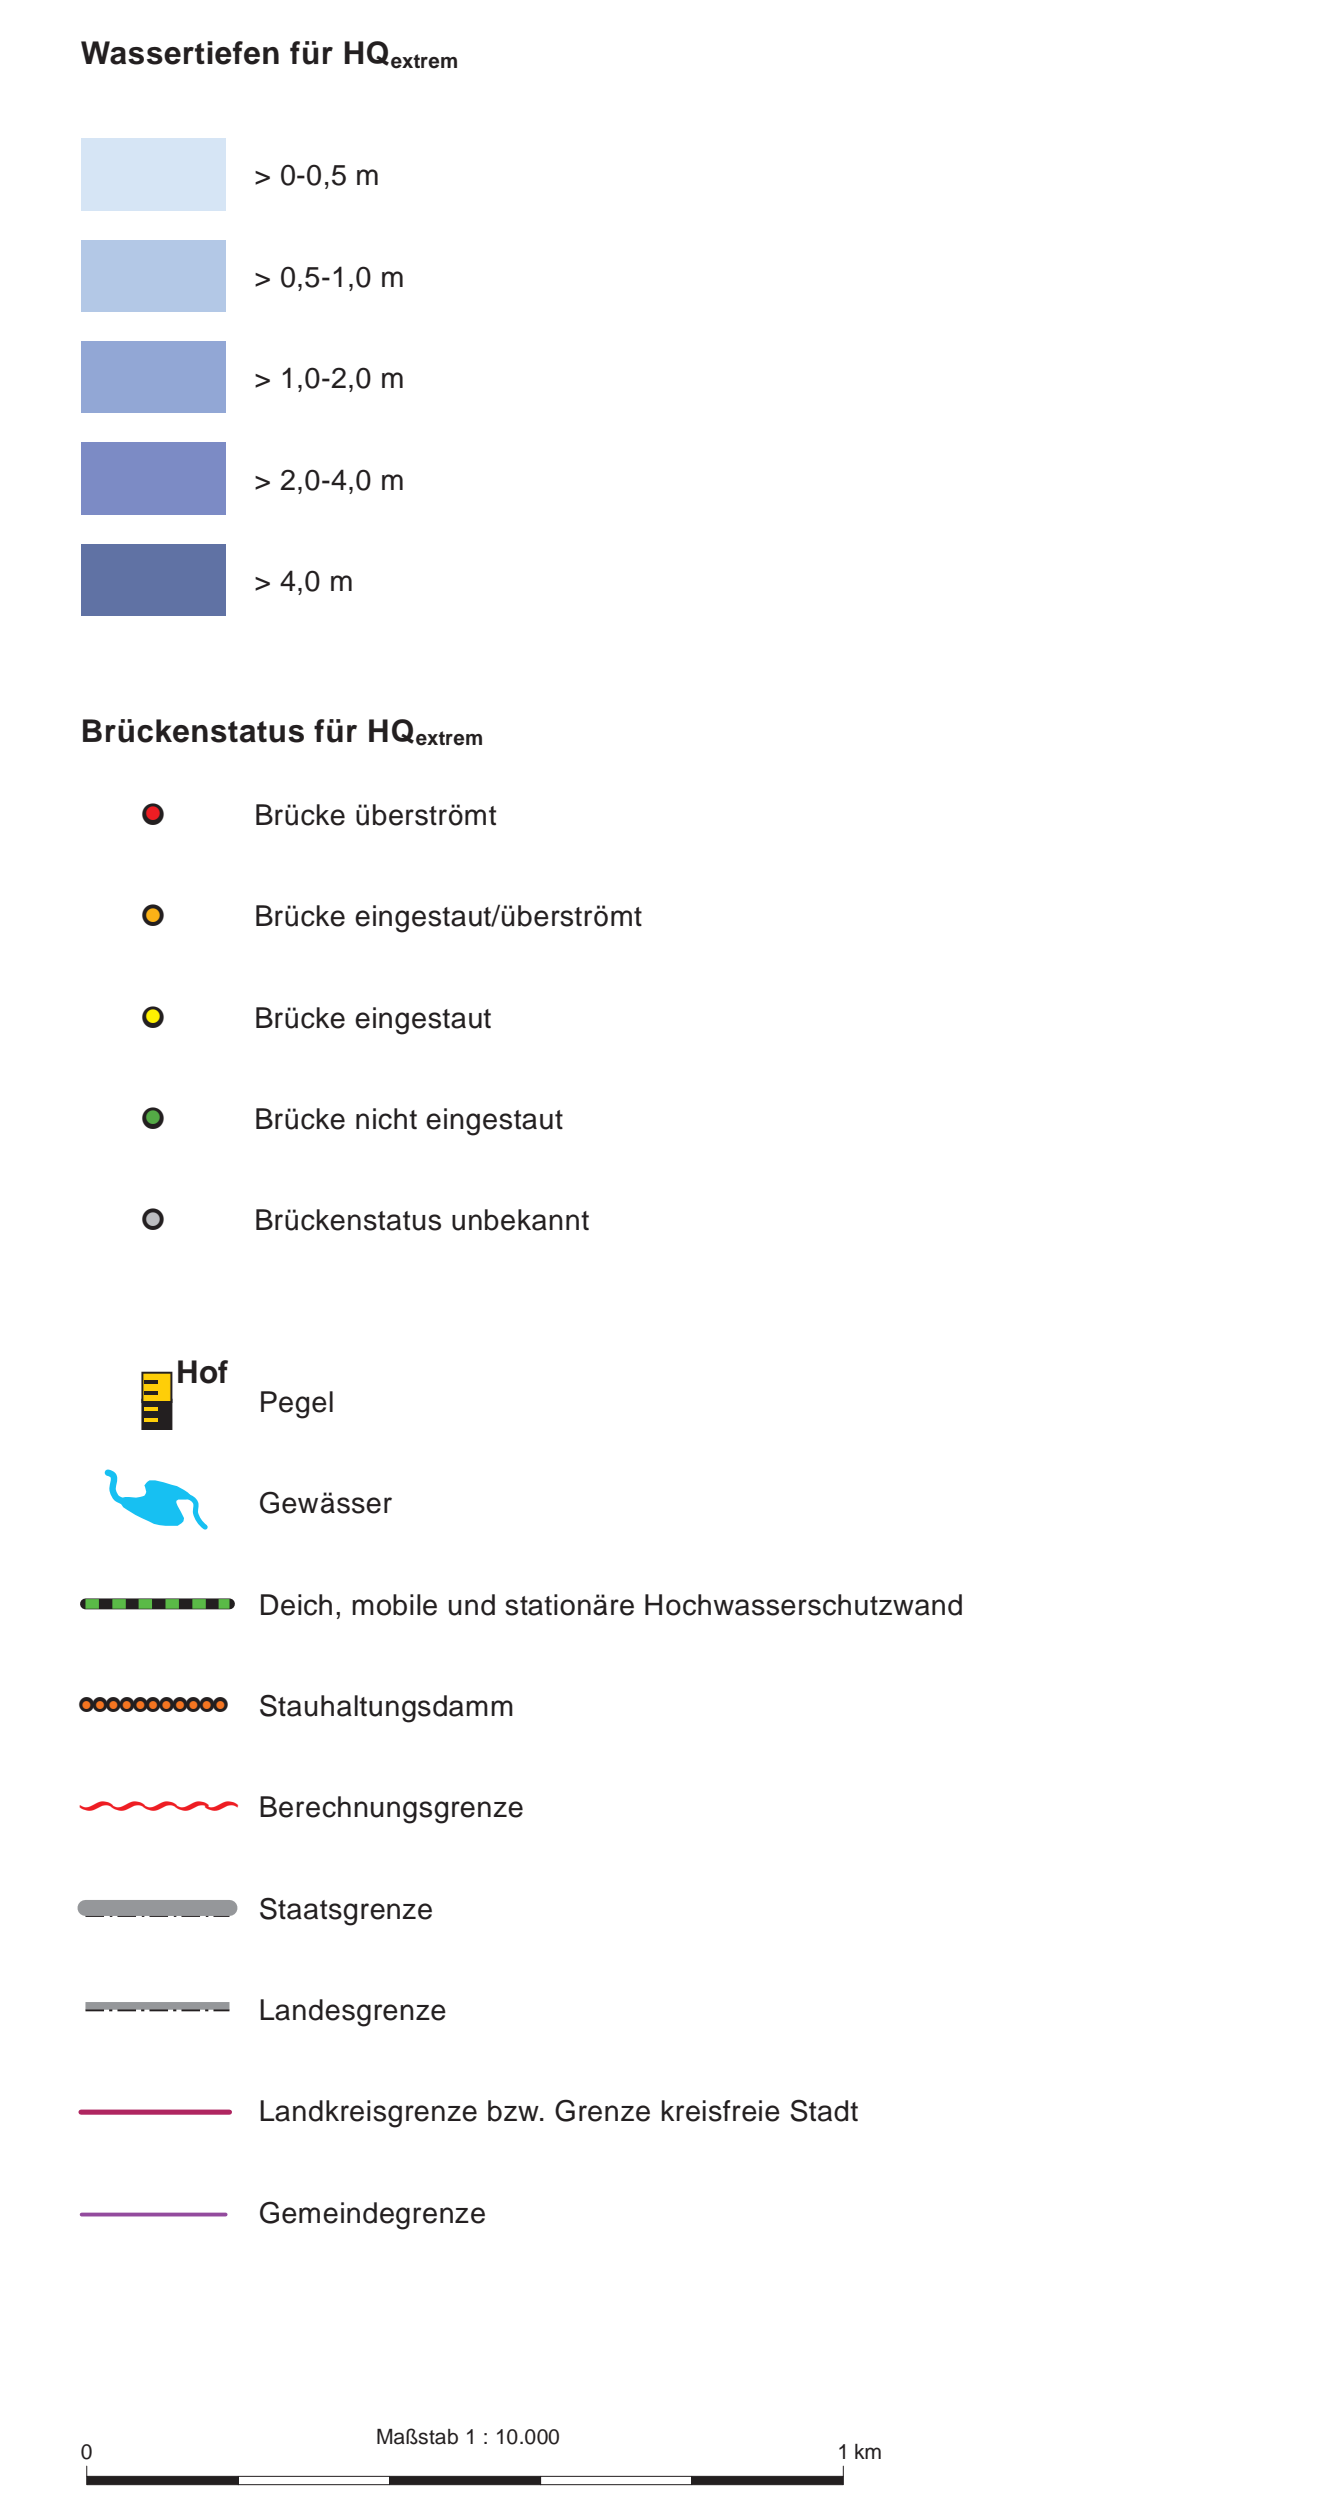 Wassertiefen für HQextrem
> 0-0,5 m
> 0,5-1,0 m
> 1,0-2,0 m
> 2,0-4,0 m
> 4,0 m
Brückenstatus für HQextrem
Brücke überströmt
Brücke eingestaut/überströmt
Brücke eingestaut
Brücke nicht eingestaut
Brückenstatus unbekannt
Hof
Pegel
Gewässer
Deich, mobile und stationäre Hochwasserschutzwand
Stauhaltungsdamm
Berechnungsgrenze
Staatsgrenze
Landesgrenze
Landkreisgrenze bzw. Grenze kreisfreie Stadt
Gemeindegrenze
Maßstab 1 : 10.000
0 1 km